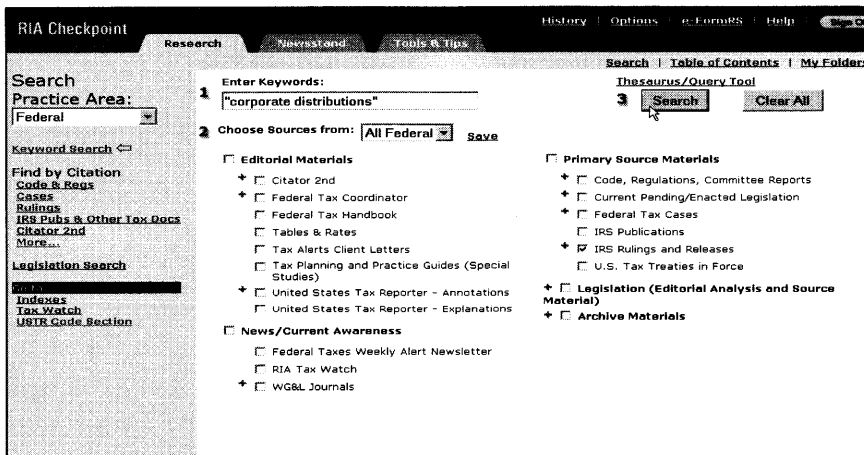 RIA Checkpoint
History | Options | e-FormRS | Help
Research
Newsstand
Tools & Tips
Search | Table of Contents | My Folders
Search
Practice Area:
Federal
Keyword Search
Find by Citation
Code & Regs
Cases
Rulings
IRS Pubs & Other Tax Docs
Citator 2nd
More...
Legislation Search
Go to
Indexes
Tax Watch
USTR Code Section
1 Enter Keywords:
"corporate distributions"
Thesaurus/Query Tool
3 Search Clear All
2 Choose Sources from: All Federal Save
Editorial Materials
+ Citator 2nd
+ Federal Tax Coordinator
Federal Tax Handbook
Tables & Rates
Tax Alerts Client Letters
Tax Planning and Practice Guides (Special
Studies)
+ United States Tax Reporter - Annotations
United States Tax Reporter - Explanations
News/Current Awareness
Federal Taxes Weekly Alert Newsletter
RIA Tax Watch
+ WG&L Journals
Primary Source Materials
+ Code, Regulations, Committee Reports
+ Current Pending/Enacted Legislation
+ Federal Tax Cases
IRS Publications
+ IRS Rulings and Releases
U.S. Tax Treaties in Force
+ Legislation (Editorial Analysis and Source
Material)
+ Archive Materials